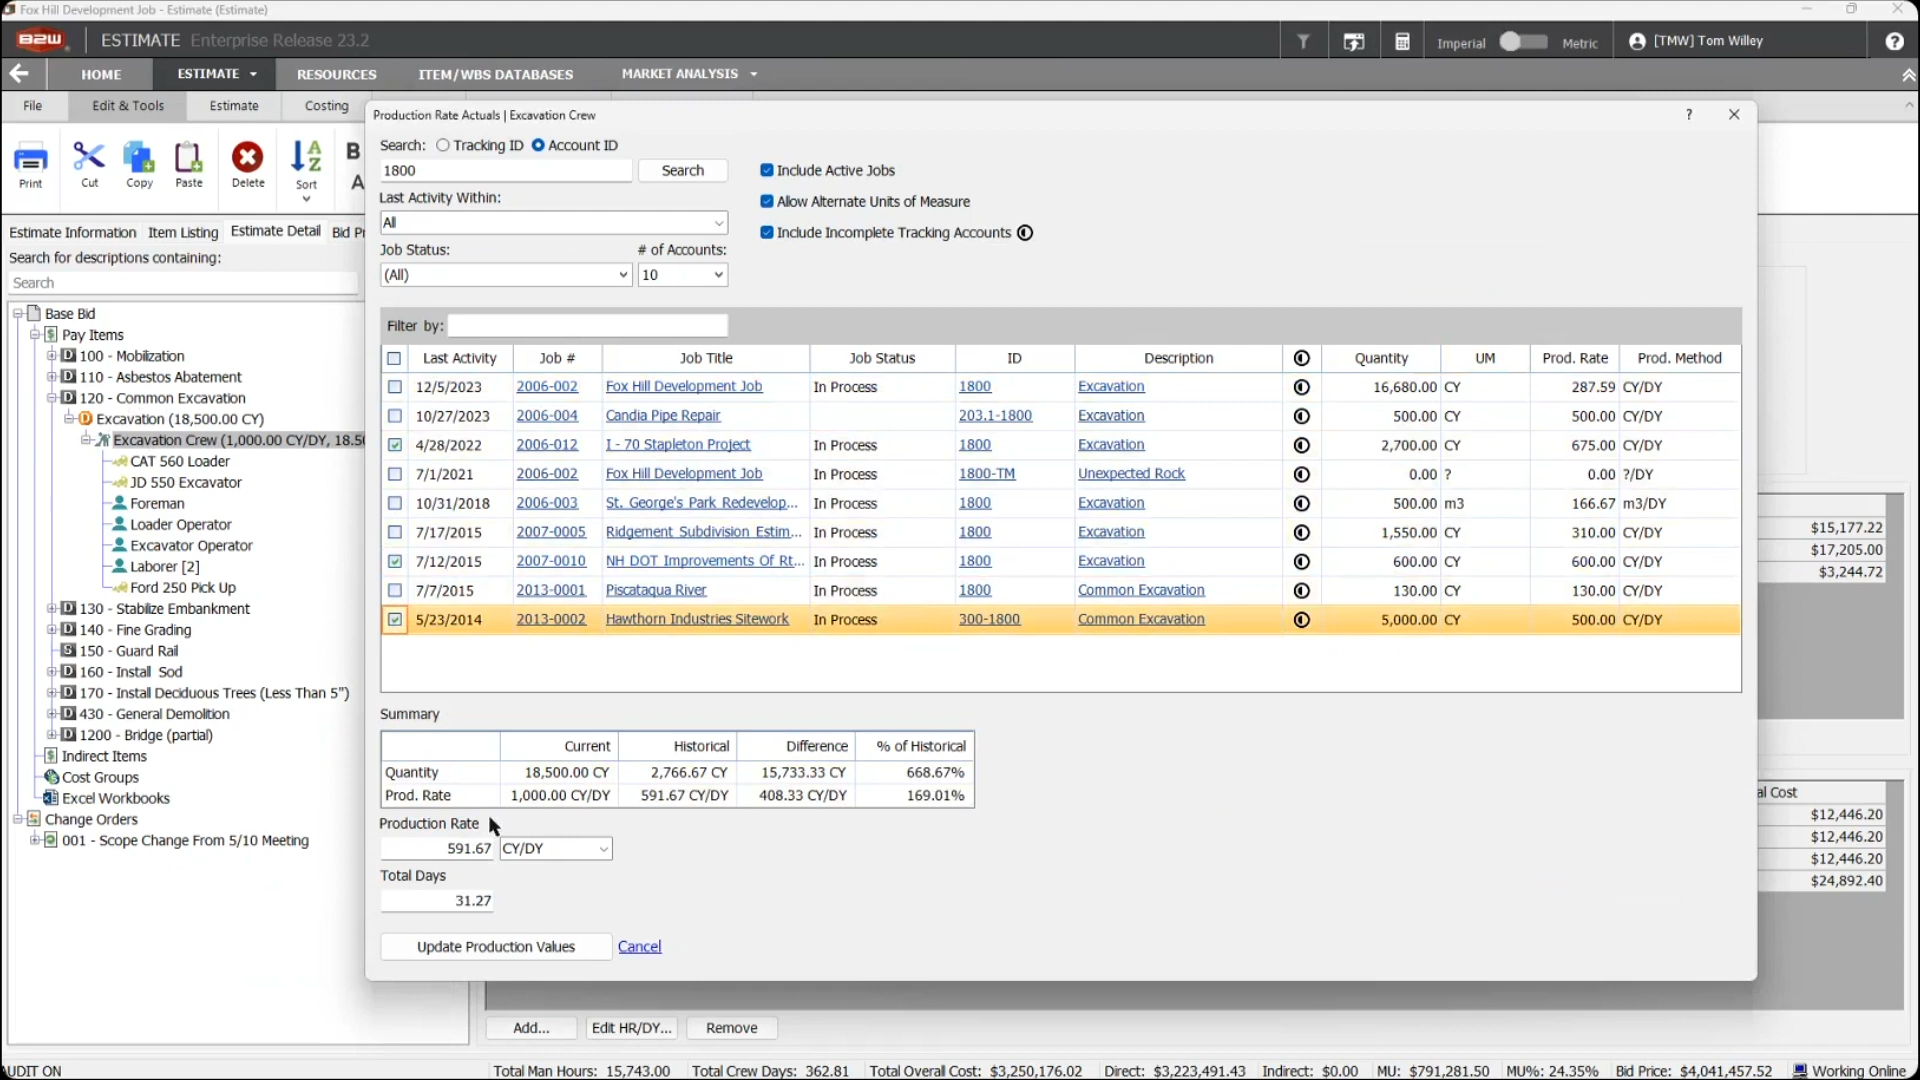 Fox Hill Development Job - Estimate (Estimate)
B2W ESTIMATE Enterprise Release 23.2 Imperial Metric [TMW] Tom Willey ?
HOME ESTIMATE RESOURCES ITEM/WBS DATABASES MARKET ANALYSIS
File Edit & Tools Estimate Costing
Print Cut Copy Paste Delete Sort B A
Estimate Information Item Listing Estimate Detail Bid Pr
Search for descriptions containing:
Search
Base Bid
Pay Items
100 - Mobilization
110 - Asbestos Abatement
120 - Common Excavation
Excavation (18,500.00 CY)
Excavation Crew (1,000.00 CY/DY, 18.50
CAT 560 Loader
JD 550 Excavator
Foreman
Loader Operator
Excavator Operator
Laborer [2]
Ford 250 Pick Up
130 - Stabilize Embankment
140 - Fine Grading
150 - Guard Rail
160 - Install Sod
170 - Install Deciduous Trees (Less Than 5")
430 - General Demolition
1200 - Bridge (partial)
Indirect Items
Cost Groups
Excel Workbooks
Change Orders
001 - Scope Change From 5/10 Meeting
Production Rate Actuals | Excavation Crew ?
Search: Tracking ID Account ID
1800 Search Include Active Jobs
Last Activity Within: Allow Alternate Units of Measure
All Include Incomplete Tracking Accounts
Job Status: # of Accounts:
(All) 10
Filter by:
Last Activity Job # Job Title Job Status ID Description Quantity UM Prod. Rate Prod. Method
12/5/2023 2006-002 Fox Hill Development Job In Process 1800 Excavation 16,680.00 CY 287.59 CY/DY
10/27/2023 2006-004 Candia Pipe Repair 203.1-1800 Excavation 500.00 CY 500.00 CY/DY
4/28/2022 2006-012 I - 70 Stapleton Project In Process 1800 Excavation 2,700.00 CY 675.00 CY/DY
7/1/2021 2006-002 Fox Hill Development Job In Process 1800-TM Unexpected Rock 0.00 ? 0.00 ?/DY
10/31/2018 2006-003 St. George's Park Redevelop... In Process 1800 Excavation 500.00 m3 166.67 m3/DY
7/17/2015 2007-0005 Ridgement Subdivision Estim... In Process 1800 Excavation 1,550.00 CY 310.00 CY/DY
7/12/2015 2007-0010 NH DOT Improvements Of Rt... In Process 1800 Excavation 600.00 CY 600.00 CY/DY
7/7/2015 2013-0001 Piscataqua River In Process 1800 Common Excavation 130.00 CY 130.00 CY/DY
5/23/2014 2013-0002 Hawthorn Industries Sitework In Process 300-1800 Common Excavation 5,000.00 CY 500.00 CY/DY
Summary
Current Historical Difference % of Historical
Quantity 18,500.00 CY 2,766.67 CY 15,733.33 CY 668.67%
Prod. Rate 1,000.00 CY/DY 591.67 CY/DY 408.33 CY/DY 169.01%
Production Rate
591.67 CY/DY
Total Days
31.27
Update Production Values Cancel
$15,177.22
$17,205.00
$3,244.72
al Cost
$12,446.20
$12,446.20
$12,446.20
$24,892.40
Add... Edit HR/DY... Remove
UDIT ON Total Man Hours: 15,743.00 Total Crew Days: 362.81 Total Overall Cost: $3,250,176.02 Direct: $3,223,491.43 Indirect: $0.00 MU: $791,281.50 MU%: 24.35% Bid Price: $4,041,457.52 Working Online